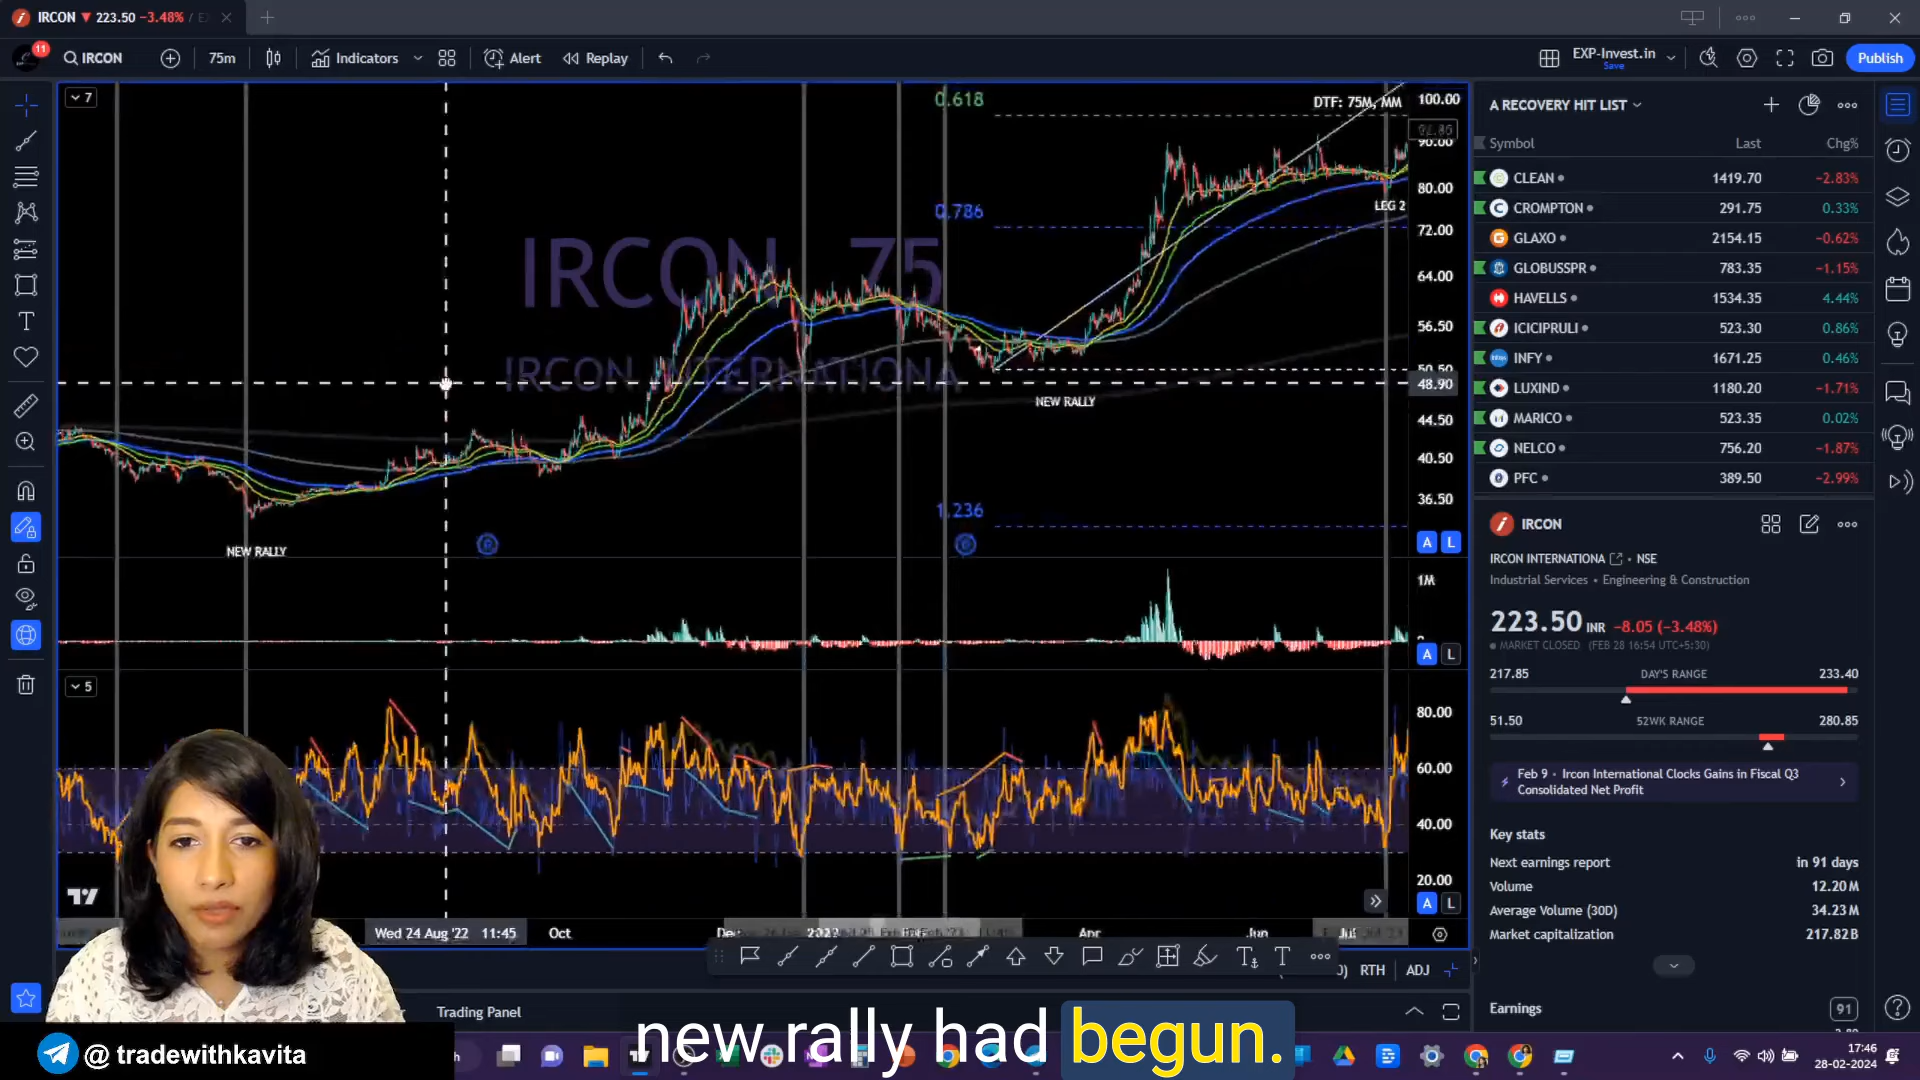 IRCON ▼ 223.50 −3.48% /
11
IRCON
75m
Indicators
Alert
Replay
EXP-Invest.in
Save
Publish
7
0.618
DTF: 75M, MM
100.00
90.00
0.786
80.00
LEG 2
72.00
IRCON 75
64.00
56.50
IRCON INTERNATIONA
50.50
48.90
NEW RALLY
44.50
40.50
1.236
36.50
A L
NEW RALLY
1M
A L
5
80.00
60.00
40.00
20.00
A L
Wed 24 Aug '22 11:45
Oct
Dec
2023
Apr
Jun
Jul
RTH
ADJ
Trading Panel
A RECOVERY HIT LIST
Symbol Last Chg%
CLEAN 1419.70 −2.83%
CROMPTON 291.75 0.33%
GLAXO 2154.15 −0.62%
GLOBUSSPR 783.35 −1.15%
HAVELLS 1534.35 4.44%
ICICIPRULI 523.30 0.86%
INFY 1671.25 0.46%
LUXIND 1180.20 −1.71%
MARICO 523.35 0.02%
NELCO 756.20 −1.87%
PFC 389.50 −2.99%
IRCON
IRCON INTERNATIONA • NSE
Industrial Services • Engineering & Construction
223.50 INR −8.05 (−3.48%)
MARKET CLOSED (FEB 28 16:54 UTC+5:30)
217.85 DAY'S RANGE 233.40
51.50 52WK RANGE 280.85
Feb 9 • Ircon International Clocks Gains in Fiscal Q3
Consolidated Net Profit
Key stats
Next earnings report in 91 days
Volume 12.20M
Average Volume (30D) 34.23M
Market capitalization 217.82B
Earnings 91
new rally had begun.
@ tradewithkavita
17:46
28-02-2024